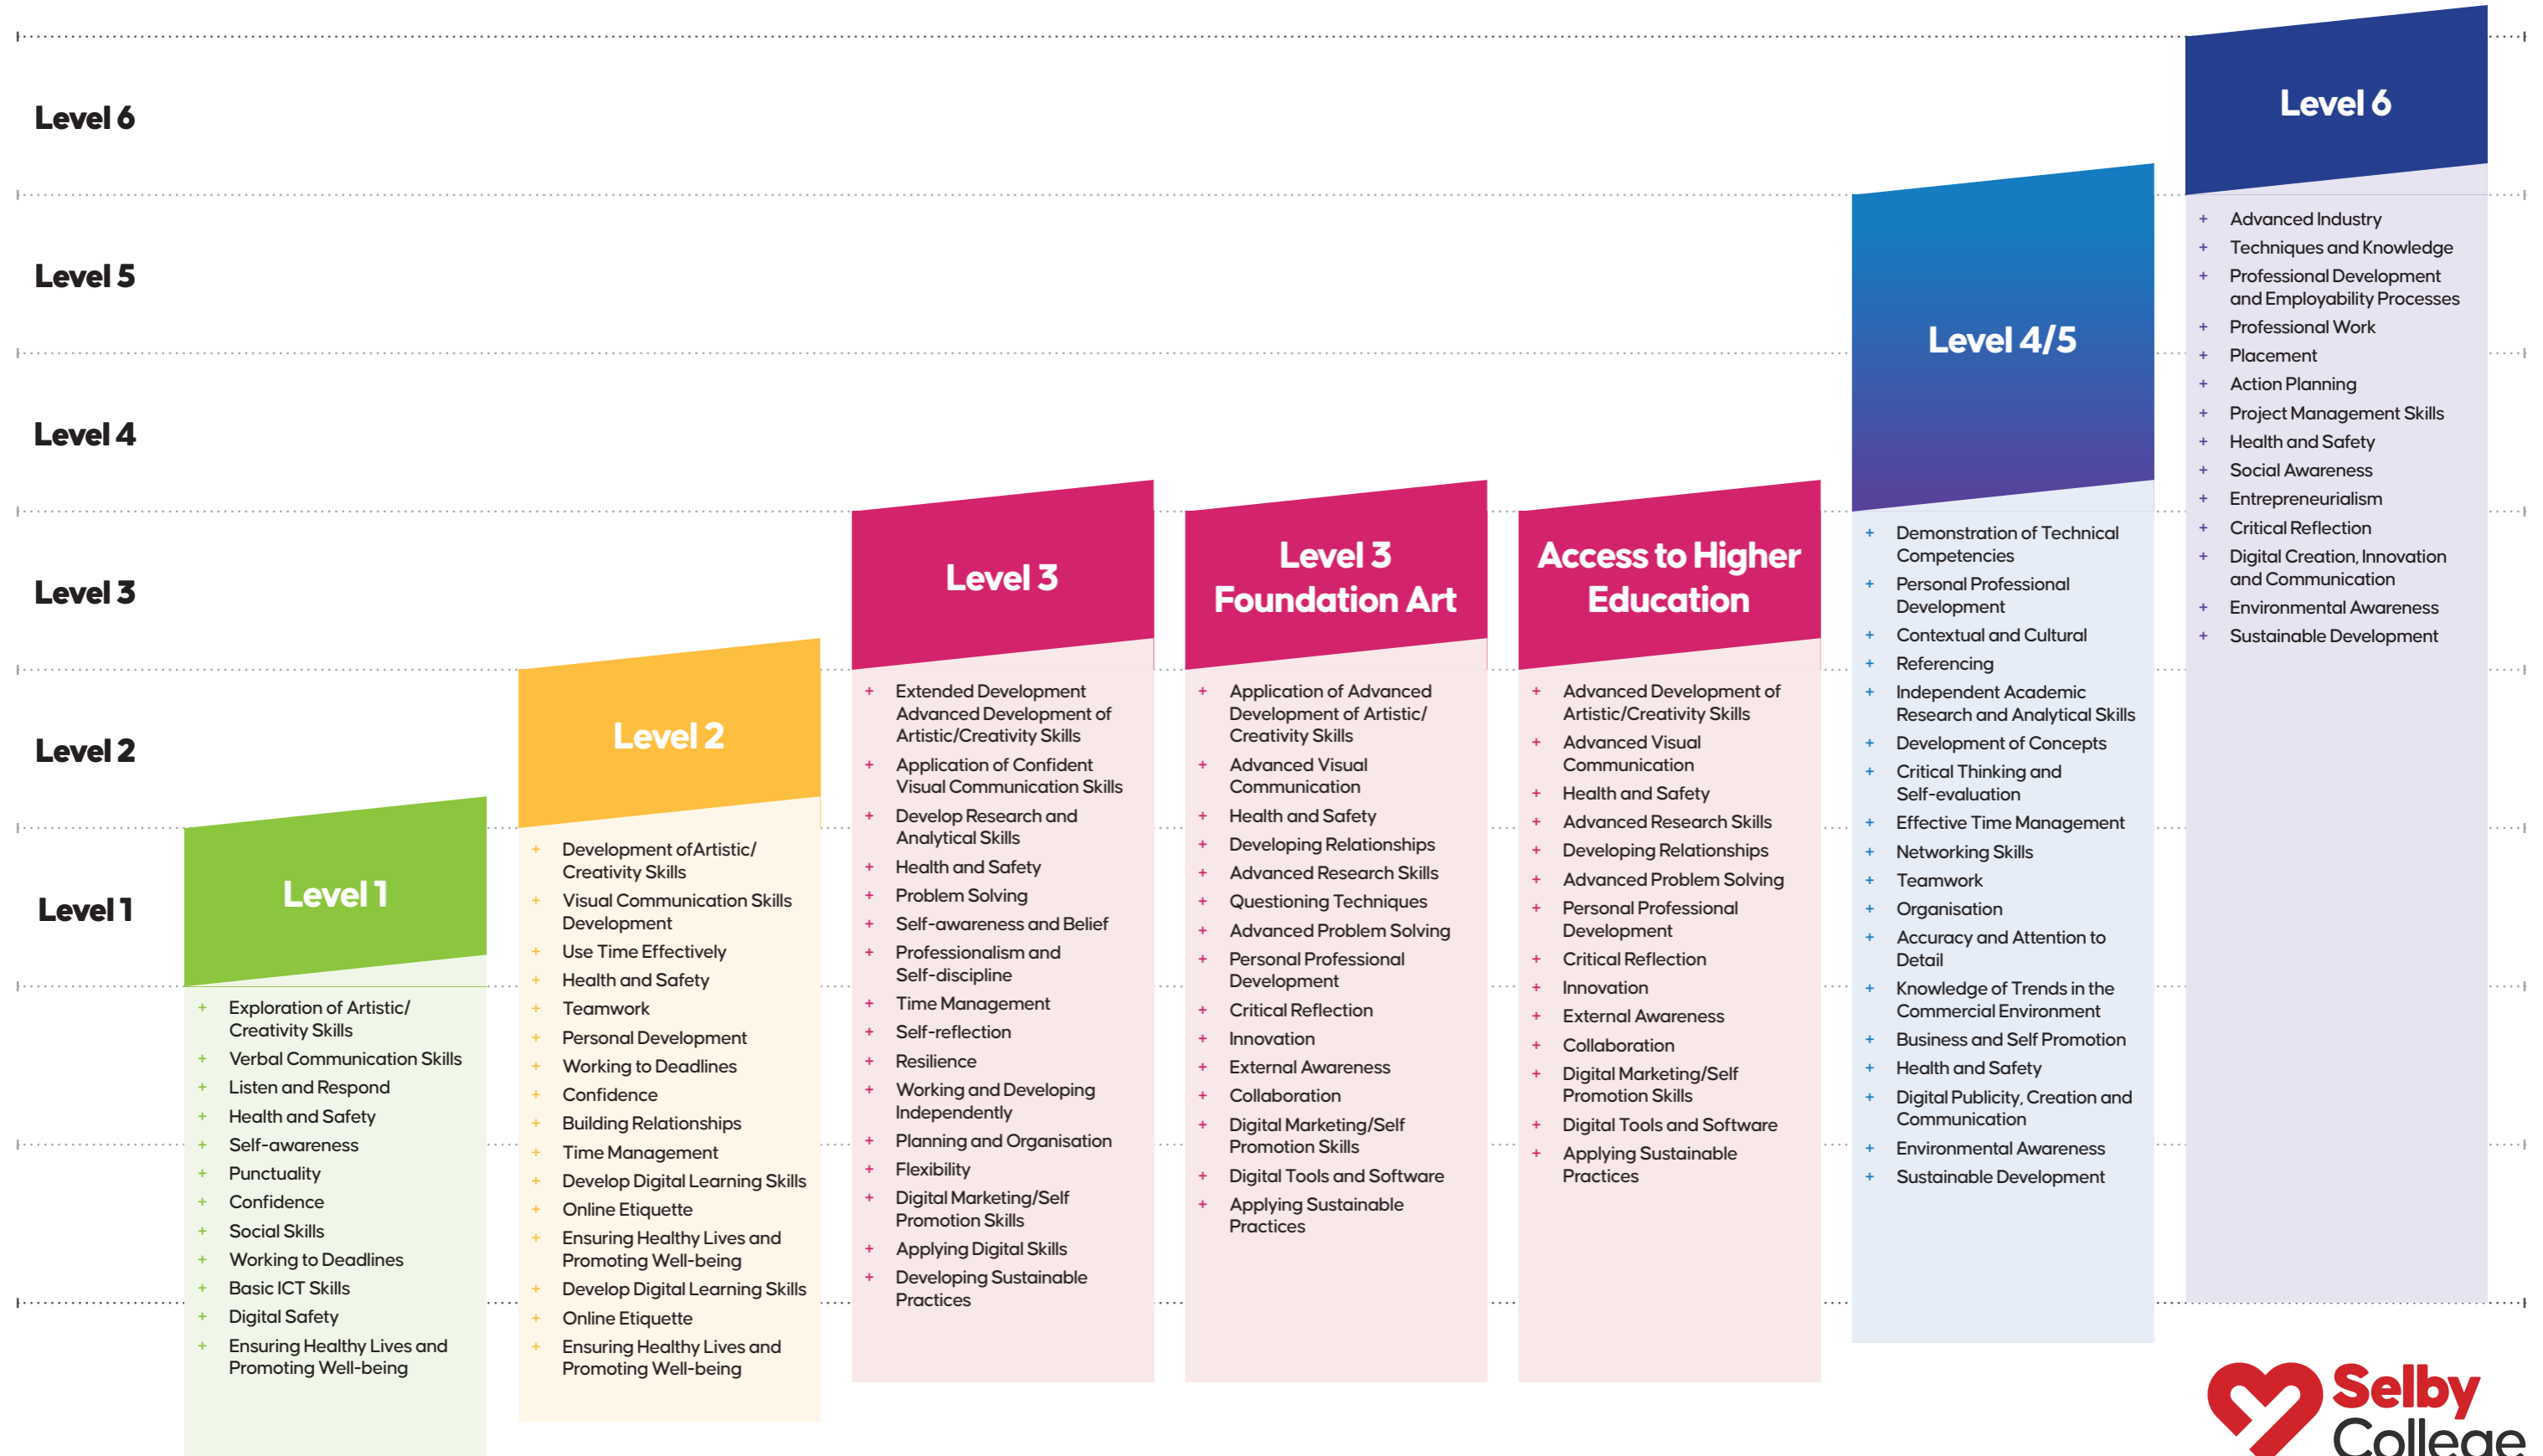 Level 6
Level 5
Level 4
Level 3
Level 2
Level 1
Level 1
+ Exploration of Artistic/
Creativity Skills
+ Verbal Communication Skills
+ Listen and Respond
+ Health and Safety
+ Self-awareness
+ Punctuality
+ Confidence
+ Social Skills
+ Working to Deadlines
+ Basic ICT Skills
+ Digital Safety
+ Ensuring Healthy Lives and
Promoting Well-being
Level 2
+ Development ofArtistic/
Creativity Skills
+ Visual Communication Skills
Development
+ Use Time Effectively
+ Health and Safety
+ Teamwork
+ Personal Development
+ Working to Deadlines
+ Confidence
+ Building Relationships
+ Time Management
+ Develop Digital Learning Skills
+ Online Etiquette
+ Ensuring Healthy Lives and
Promoting Well-being
+ Develop Digital Learning Skills
+ Online Etiquette
+ Ensuring Healthy Lives and
Promoting Well-being
Level 3
+ Extended Development
Advanced Development of
Artistic/Creativity Skills
+ Application of Confident
Visual Communication Skills
+ Develop Research and
Analytical Skills
+ Health and Safety
+ Problem Solving
+ Self-awareness and Belief
+ Professionalism and
Self-discipline
+ Time Management
+ Self-reflection
+ Resilience
+ Working and Developing
Independently
+ Planning and Organisation
+ Flexibility
+ Digital Marketing/Self
Promotion Skills
+ Applying Digital Skills
+ Developing Sustainable
Practices
Level 3
Foundation Art
+ Application of Advanced
Development of Artistic/
Creativity Skills
+ Advanced Visual
Communication
+ Health and Safety
+ Developing Relationships
+ Advanced Research Skills
+ Questioning Techniques
+ Advanced Problem Solving
+ Personal Professional
Development
+ Critical Reflection
+ Innovation
+ External Awareness
+ Collaboration
+ Digital Marketing/Self
Promotion Skills
+ Digital Tools and Software
+ Applying Sustainable
Practices
Access to Higher
Education
+ Advanced Development of
Artistic/Creativity Skills
+ Advanced Visual
Communication
+ Health and Safety
+ Advanced Research Skills
+ Developing Relationships
+ Advanced Problem Solving
+ Personal Professional
Development
+ Critical Reflection
+ Innovation
+ External Awareness
+ Collaboration
+ Digital Marketing/Self
Promotion Skills
+ Digital Tools and Software
+ Applying Sustainable
Practices
Level 4/5
+ Demonstration of Technical
Competencies
+ Personal Professional
Development
+ Contextual and Cultural
+ Referencing
+ Independent Academic
Research and Analytical Skills
+ Development of Concepts
+ Critical Thinking and
Self-evaluation
+ Effective Time Management
+ Networking Skills
+ Teamwork
+ Organisation
+ Accuracy and Attention to
Detail
+ Knowledge of Trends in the
Commercial Environment
+ Business and Self Promotion
+ Health and Safety
+ Digital Publicity, Creation and
Communication
+ Environmental Awareness
+ Sustainable Development
Level 6
+ Advanced Industry
+ Techniques and Knowledge
+ Professional Development
and Employability Processes
+ Professional Work
+ Placement
+ Action Planning
+ Project Management Skills
+ Health and Safety
+ Social Awareness
+ Entrepreneurialism
+ Critical Reflection
+ Digital Creation, Innovation
and Communication
+ Environmental Awareness
+ Sustainable Development
Selby
College